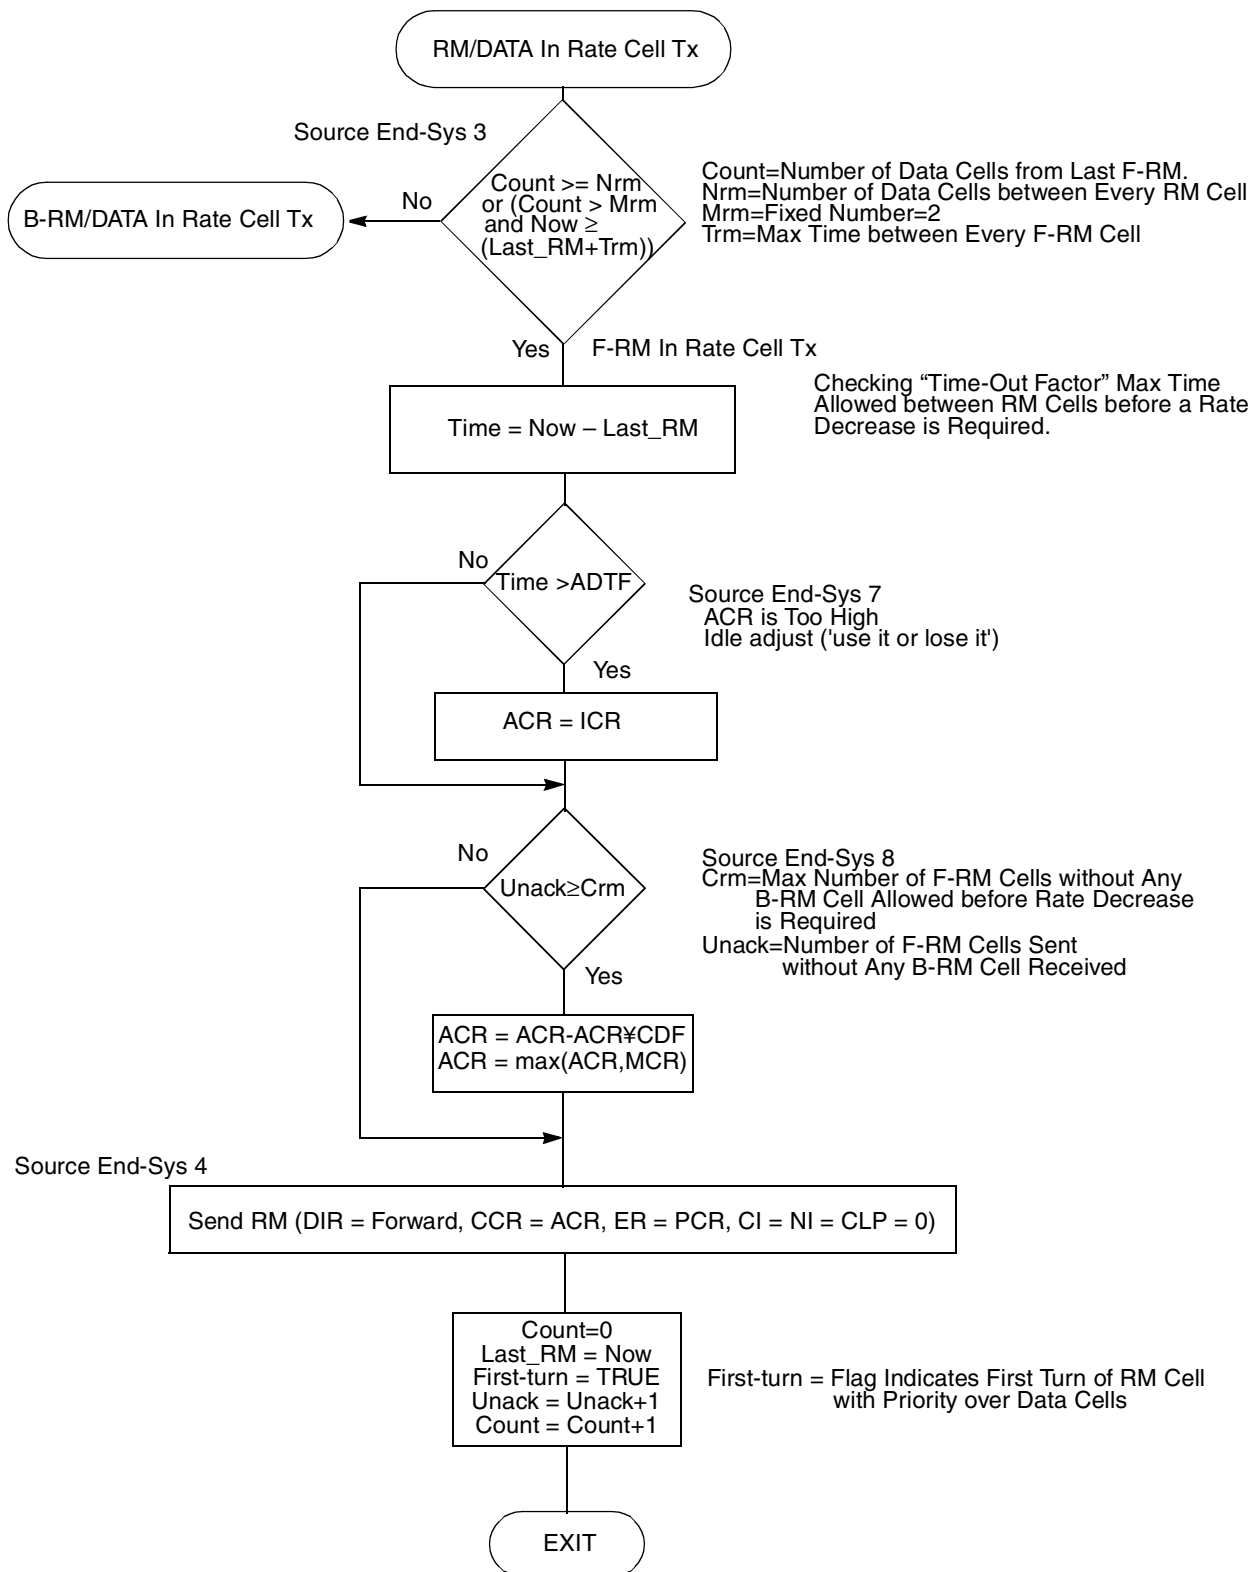 RM/DATA In Rate Cell Tx
Source End-Sys 3
Count >= Nrm
or (Count > Mrm
and Now ≥
(Last_RM+Trm))
No
B-RM/DATA In Rate Cell Tx
Count=Number of Data Cells from Last F-RM.
Nrm=Number of Data Cells between Every RM Cell
Mrm=Fixed Number=2
Trm=Max Time between Every F-RM Cell
Yes
F-RM In Rate Cell Tx
Time = Now – Last_RM
Checking “Time-Out Factor” Max Time
Allowed between RM Cells before a Rate
Decrease is Required.
No
Time >ADTF
Source End-Sys 7
ACR is Too High
Idle adjust ('use it or lose it')
Yes
ACR = ICR
No
Unack≥Crm
Source End-Sys 8
Crm=Max Number of F-RM Cells without Any
B-RM Cell Allowed before Rate Decrease
is Required
Unack=Number of F-RM Cells Sent
without Any B-RM Cell Received
Yes
ACR = ACR-ACR¥CDF
ACR = max(ACR,MCR)
Source End-Sys 4
Send RM (DIR = Forward, CCR = ACR, ER = PCR, CI = NI = CLP = 0)
Count=0
Last_RM = Now
First-turn = TRUE
Unack = Unack+1
Count = Count+1
First-turn = Flag Indicates First Turn of RM Cell
with Priority over Data Cells
EXIT